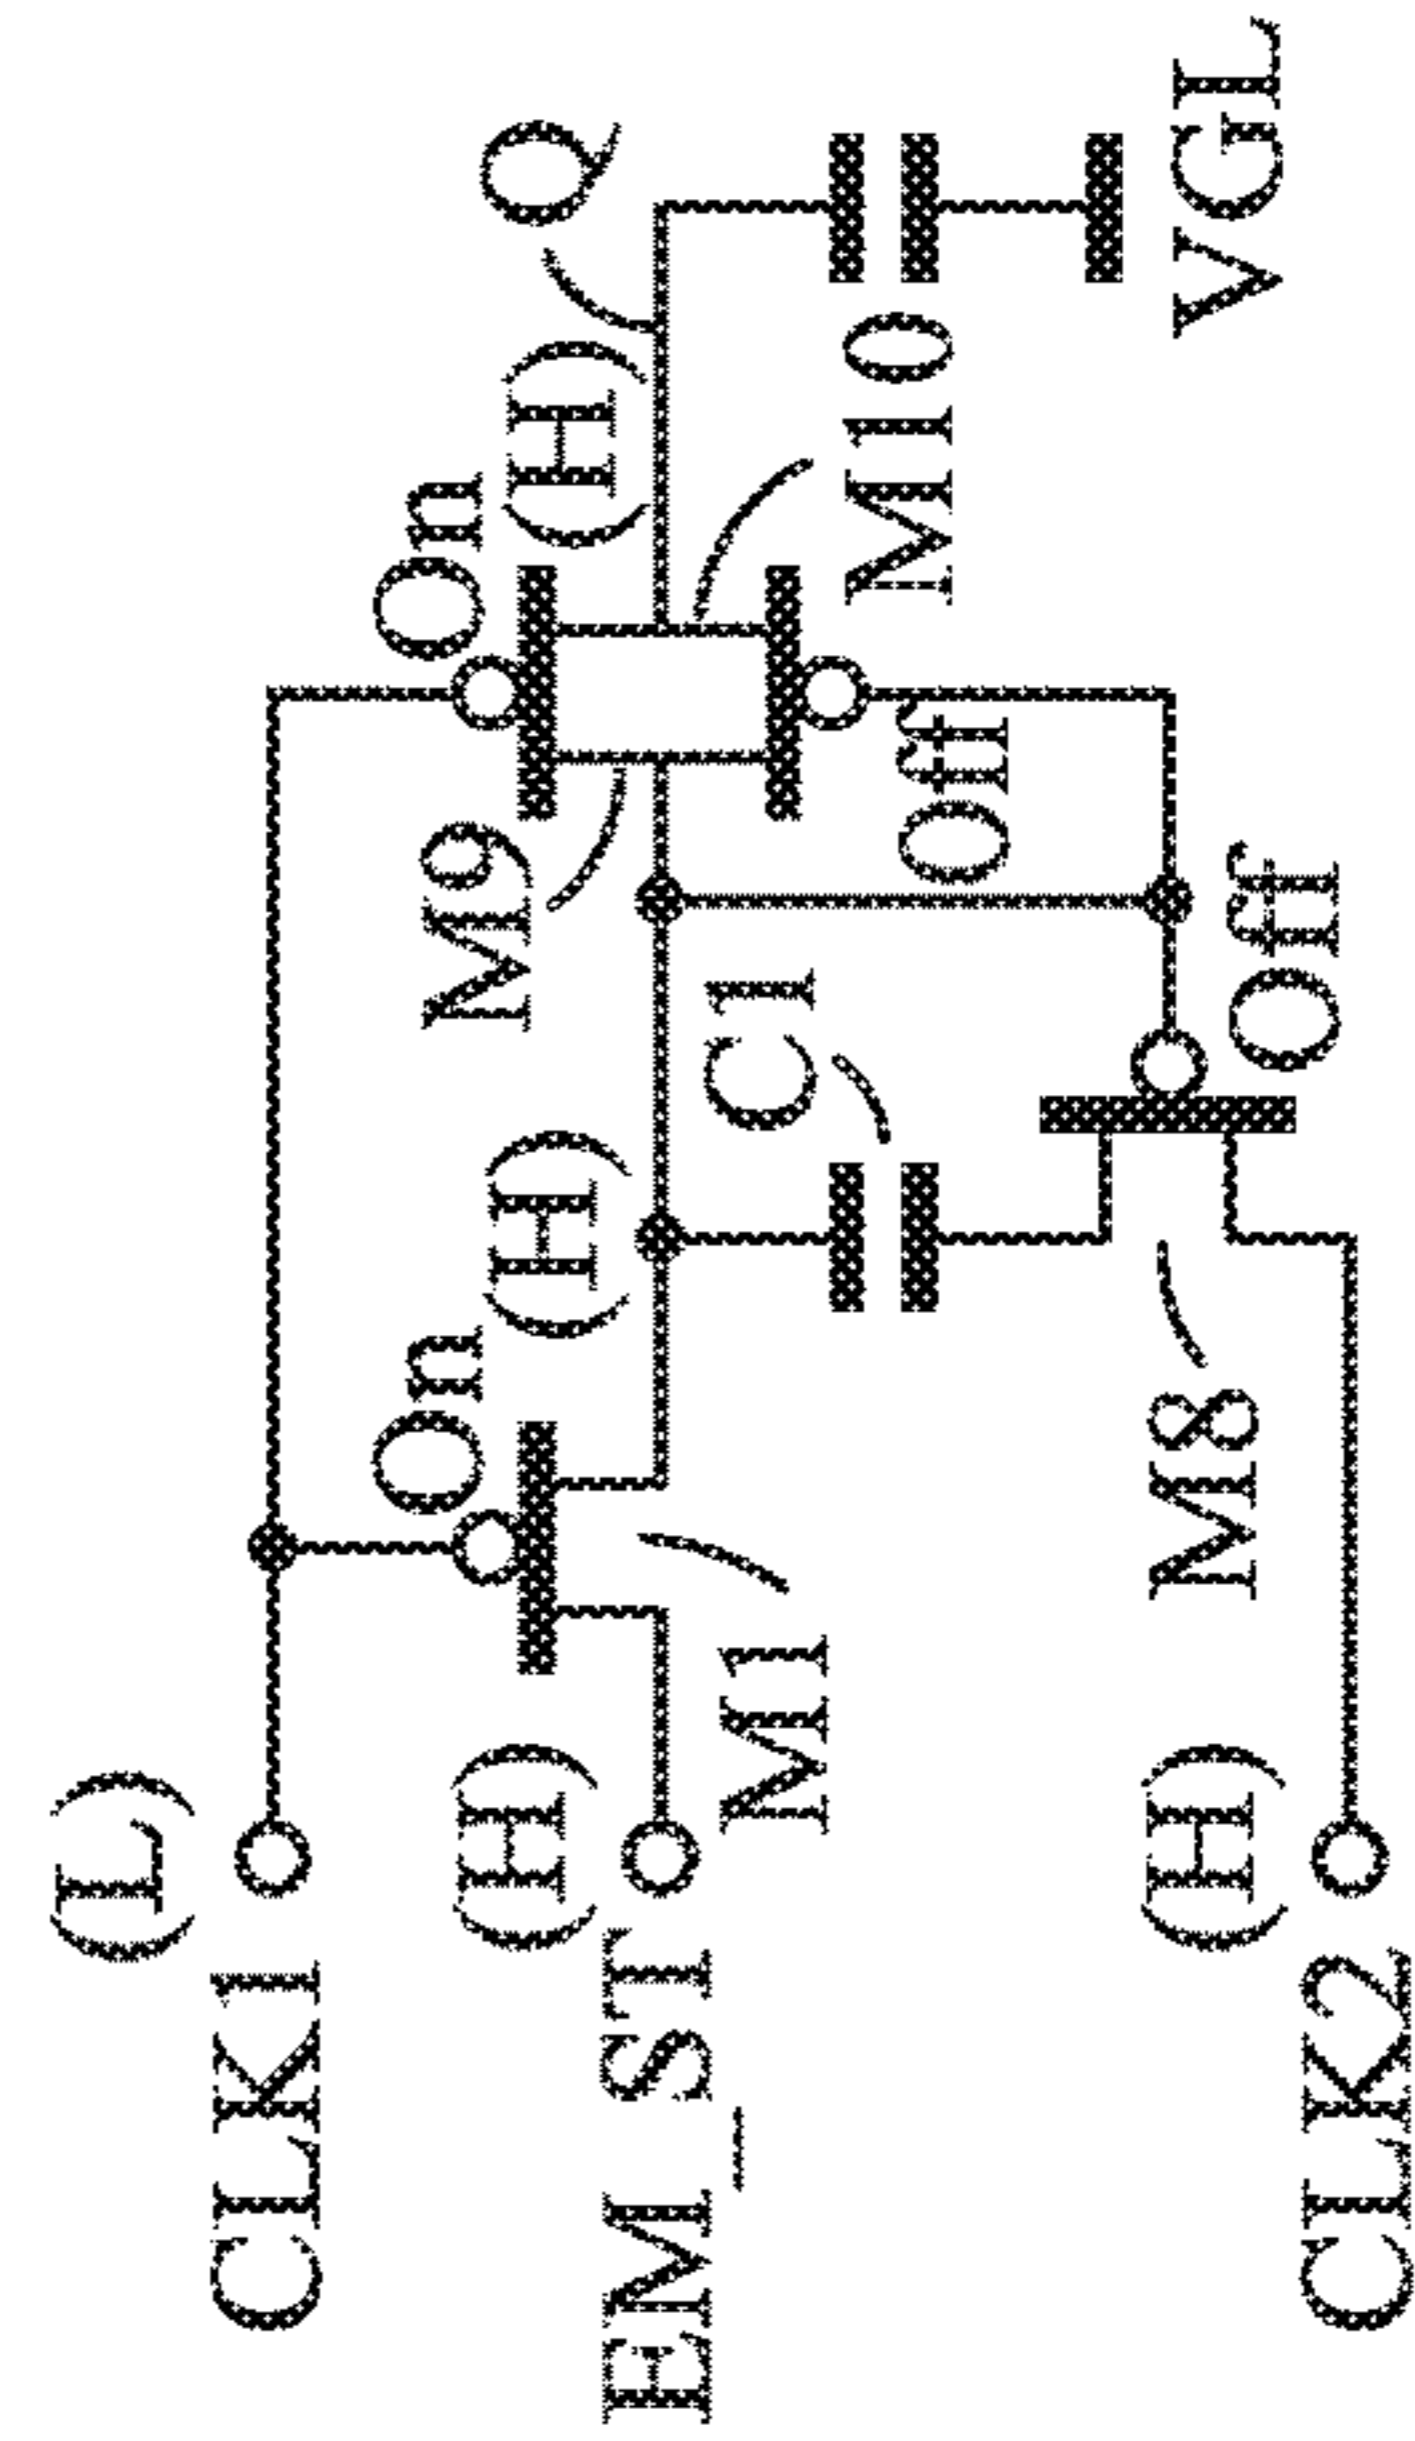 (L)
CLK1
On
On
(H)
EM_ST
M1
(H)
M9
(H)
Q
C1
M10
Off
(H)
CLK2
M8
Off
VGL